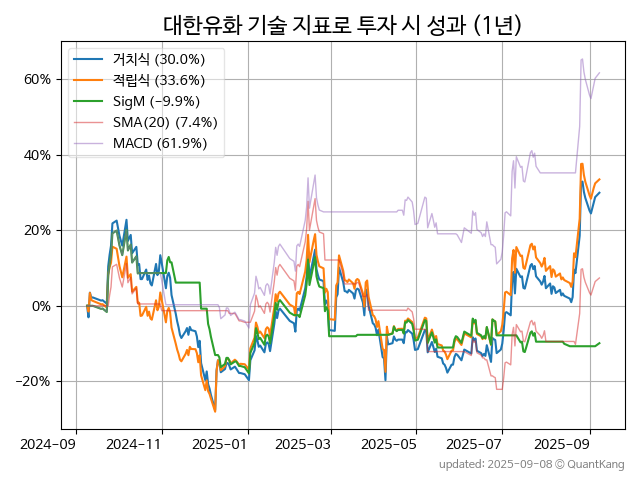 대한유화 기술 지표로 투자 시 성과 (1년)
거치식 (30.0%)
적립식 (33.6%)
SigM (−9.9%)
SMA(20) (7.4%)
MACD (61.9%)
60%
40%
20%
0%
−20%
2024-09 2024-11 2025-01 2025-03 2025-05 2025-07 2025-09
updated: 2025-09-08 © QuantKang